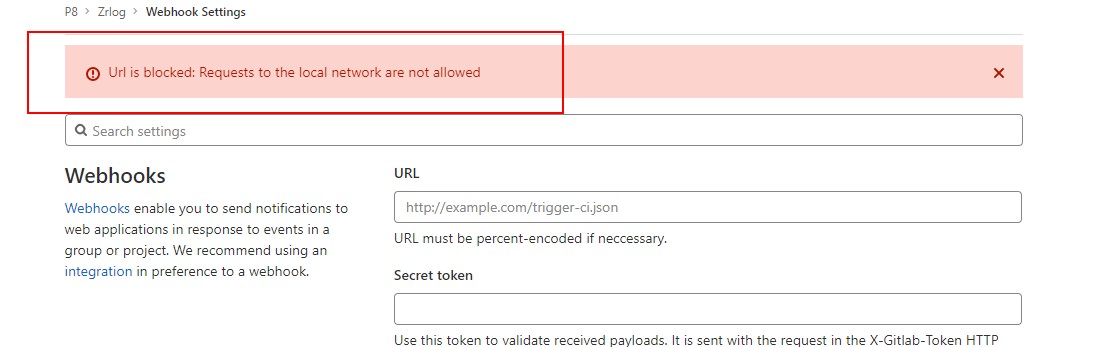 P8 > Zrlog > Webhook Settings
Url is blocked: Requests to the local network are not allowed
Search settings
Webhooks
Webhooks enable you to send notifications to
web applications in response to events in a
group or project. We recommend using an
integration in preference to a webhook.
URL
http://example.com/trigger-ci.json
URL must be percent-encoded if neccessary.
Secret token
Use this token to validate received payloads. It is sent with the request in the X-Gitlab-Token HTTP